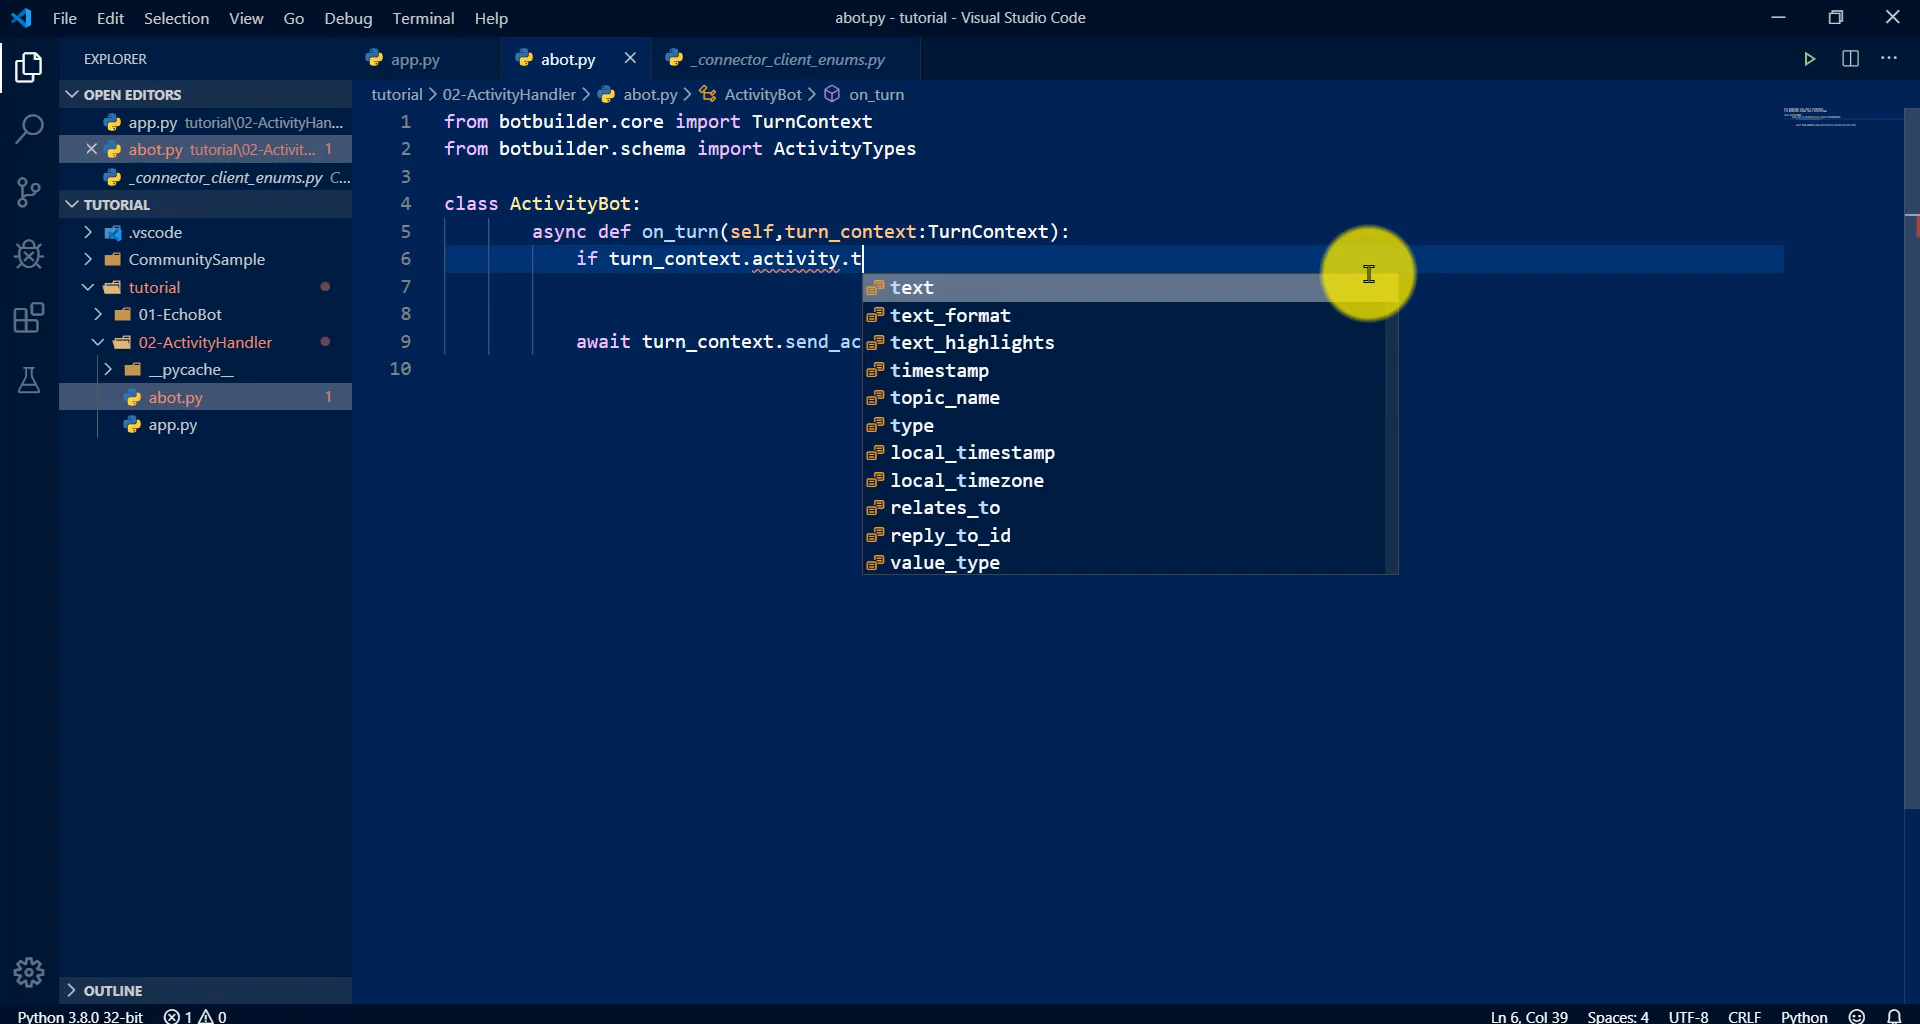 File Edit Selection View Go Debug Terminal Help
abot.py - tutorial - Visual Studio Code
EXPLORER
OPEN EDITORS
app.py tutorial\02-ActivityHan...
abot.py tutorial\02-Activit... 1
_connector_client_enums.py C...
TUTORIAL
.vscode
CommunitySample
tutorial
01-EchoBot
02-ActivityHandler
__pycache__
abot.py 1
app.py
OUTLINE
app.py
abot.py
_connector_client_enums.py
tutorial > 02-ActivityHandler > abot.py > ActivityBot > on_turn
1 from botbuilder.core import TurnContext
2 from botbuilder.schema import ActivityTypes
3
4 class ActivityBot:
5 async def on_turn(self,turn_context:TurnContext):
6 if turn_context.activity.t
7
8
9 await turn_context.send_ac
10
text
text_format
text_highlights
timestamp
topic_name
type
local_timestamp
local_timezone
relates_to
reply_to_id
value_type
Python 3.8.0 32-bit 1 0
Ln 6, Col 39 Spaces: 4 UTF-8 CRLF Python